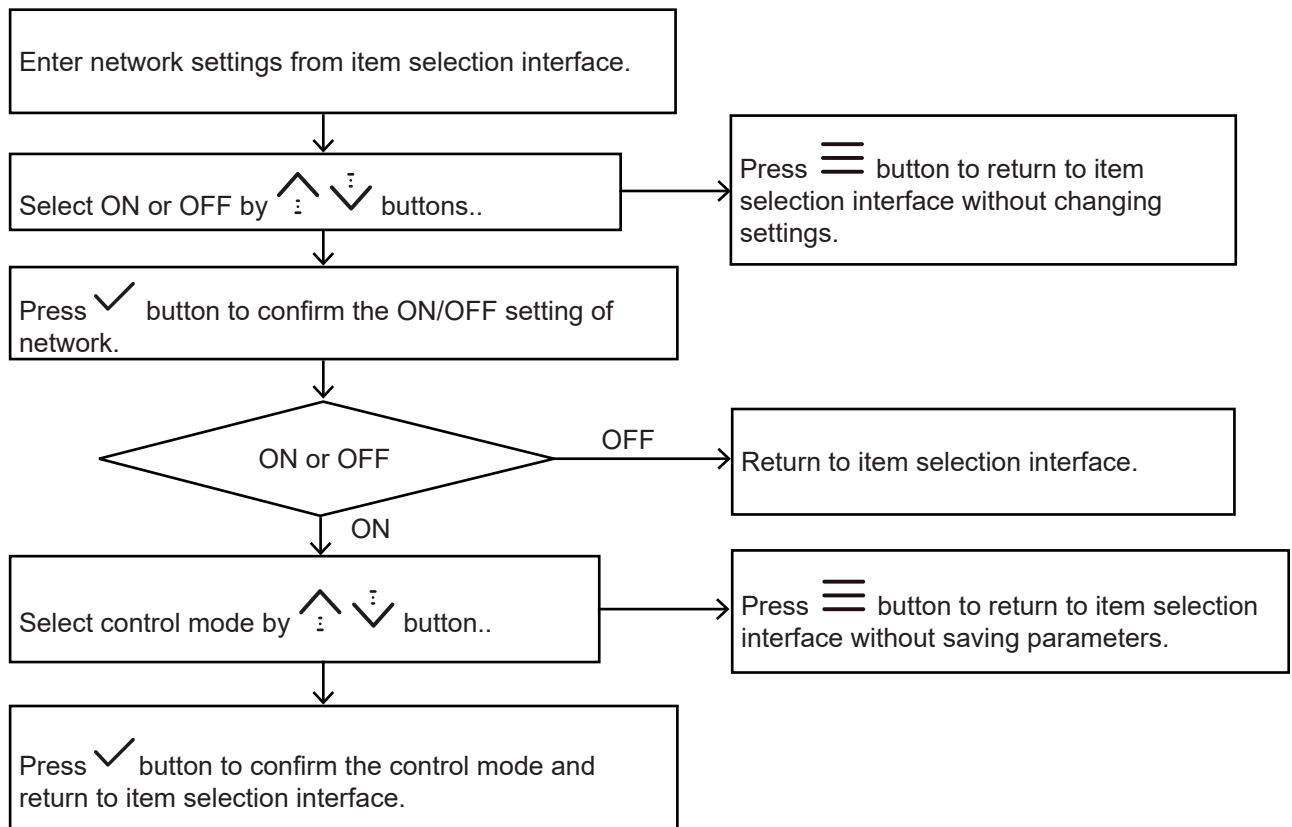 Enter network settings from item selection interface.
Select ON or OFF by buttons..
Press button to return to item
selection interface without changing
settings.
Press button to confirm the ON/OFF setting of
network.
ON or OFF
OFF
Return to item selection interface.
ON
Select control mode by button..
Press button to return to item selection
interface without saving parameters.
Press button to confirm the control mode and
return to item selection interface.